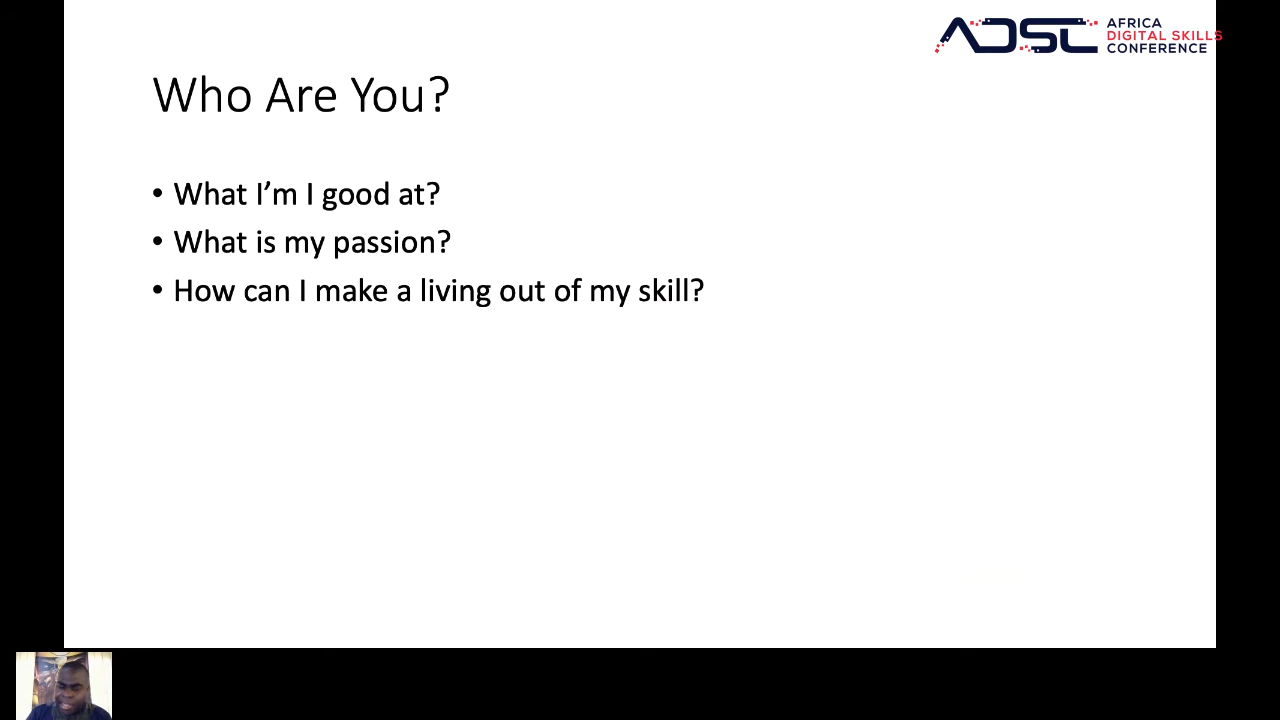 ADSC
AFRICA
DIGITAL SKILLS
CONFERENCE
Who Are You?
• What I’m I good at?
• What is my passion?
• How can I make a living out of my skill?